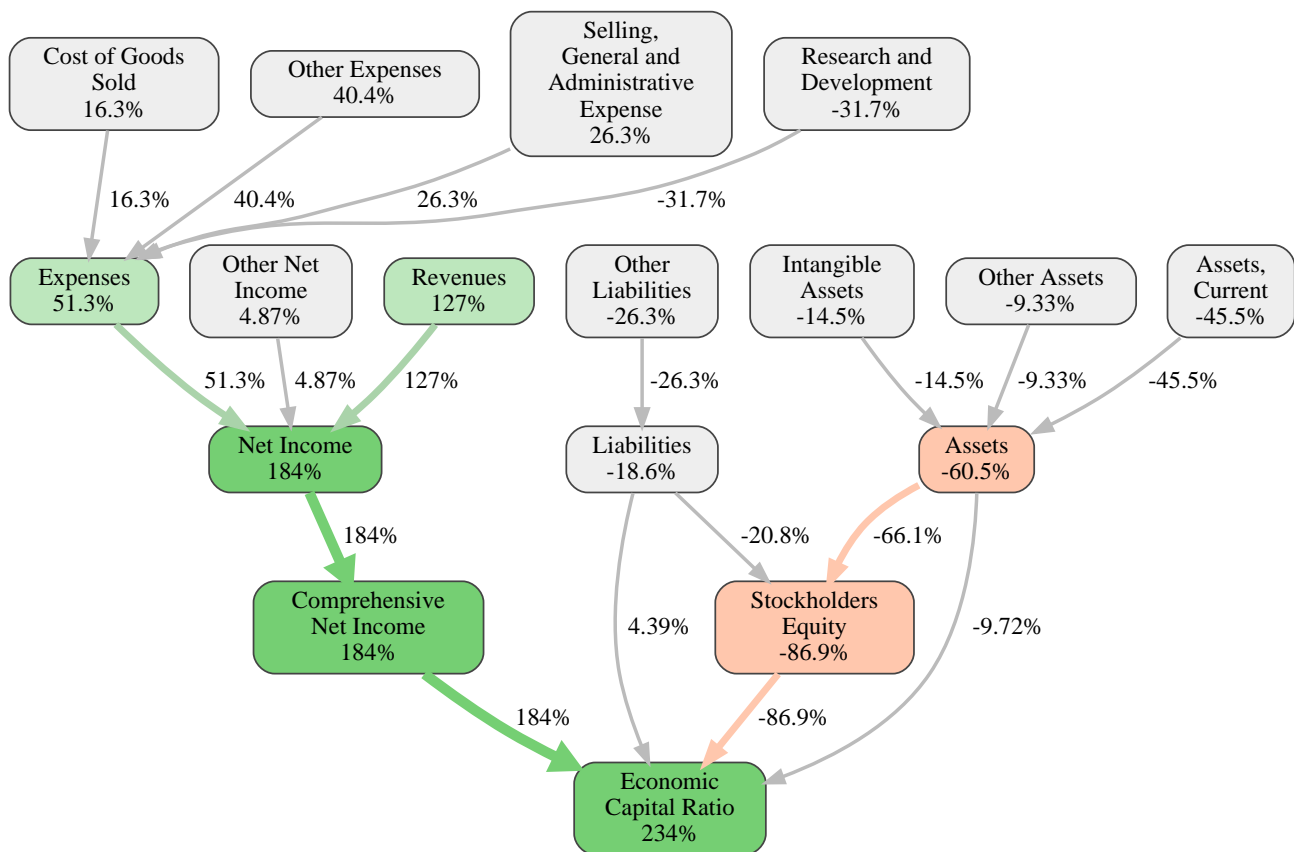 Cost of Goods
Sold
16.3%
Other Expenses
40.4%
Selling,
General and
Administrative
Expense
26.3%
Research and
Development
-31.7%
16.3%
40.4%
26.3%
-31.7%
Expenses
51.3%
Other Net
Income
4.87%
Revenues
127%
Other
Liabilities
-26.3%
Intangible
Assets
-14.5%
Other Assets
-9.33%
Assets,
Current
-45.5%
51.3%
4.87%
127%
-26.3%
-14.5%
-9.33%
-45.5%
Net Income
184%
Liabilities
-18.6%
Assets
-60.5%
184%
-20.8%
-66.1%
Comprehensive
Net Income
184%
4.39%
Stockholders
Equity
-86.9%
-9.72%
184%
-86.9%
Economic
Capital Ratio
234%